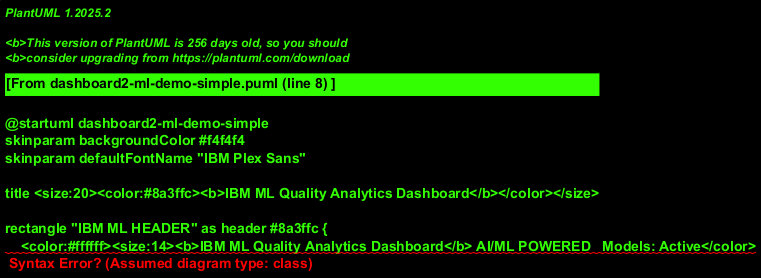 PlantUML 1.2025.2
<b>This version of PlantUML is 256 days old, so you should
<b>consider upgrading from https://plantuml.com/download
[From dashboard2-ml-demo-simple.puml (line 8) ]
@startuml dashboard2-ml-demo-simple
skinparam backgroundColor #f4f4f4
skinparam defaultFontName "IBM Plex Sans"
title <size:20><color:#8a3ffc><b>IBM ML Quality Analytics Dashboard</b></color></size>
rectangle "IBM ML HEADER" as header #8a3ffc {
<color:#ffffff><size:14><b>IBM ML Quality Analytics Dashboard</b> AI/ML POWERED Models: Active</color>
Syntax Error? (Assumed diagram type: class)